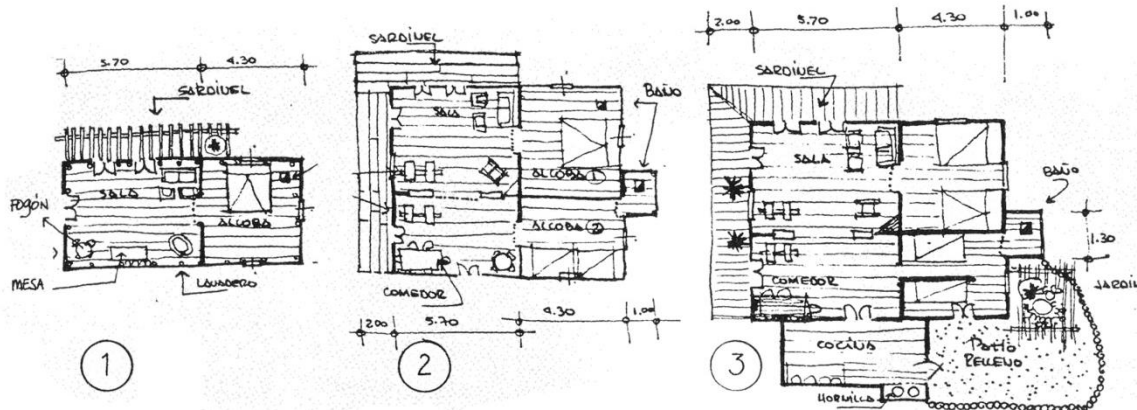 5.70
4.30
SARDINEL
SALA
FOGÓN
ALCOBA
MESA
LAVADERO
1
SARDINEL
BAÑO
SALA
ALCOBA 1
ALCOBA 2
COMEDOR
2.00
5.70
4.30
1.00
2
2.00
5.70
4.30
1.00
SARDINEL
SALA
BAÑO
1.30
JARDÍN
COMEDOR
COCINA
PATIO
RELLENO
HORNILLA
3